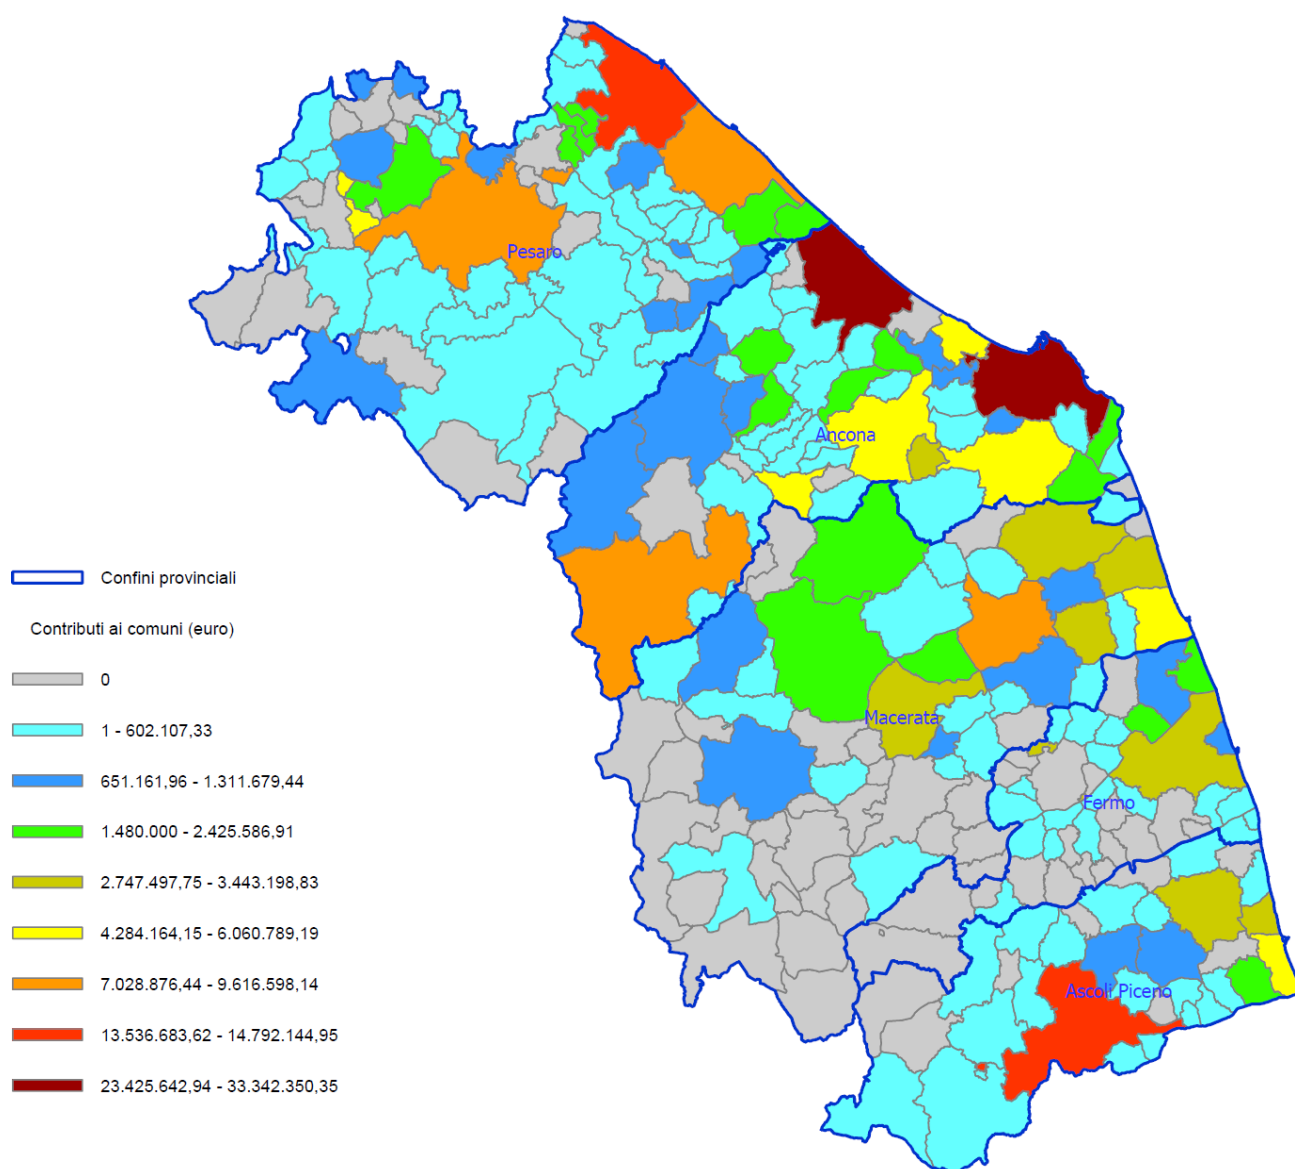 Pesaro
Ancona
Confini provinciali
Contributi ai comuni (euro)
0
1 - 602.107,33
Macerata
651.161,96 - 1.311.679,44
Fermo
1.480.000 - 2.425.586,91
2.747.497,75 - 3.443.198,83
4.284.164,15 - 6.060.789,19
7.028.876,44 - 9.616.598,14
Ascoli Piceno
13.536.683,62 - 14.792.144,95
23.425.642,94 - 33.342.350,35